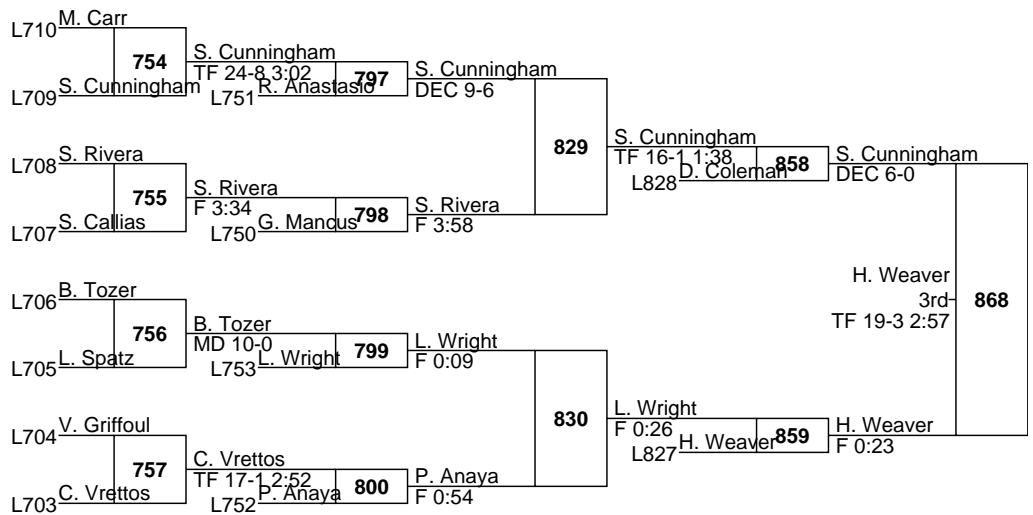 M. Carr
L710
754
S. Cunningham
TF 24-8 3:02
S. Cunningham
L709
L751
R. Anastasio
797
S. Cunningham
DEC 9-6
829
S. Cunningham
TF 16-1 1:38
L828
D. Coleman
858
S. Cunningham
DEC 6-0
L708
S. Rivera
755
S. Rivera
F 3:34
L707
S. Callias
L750
G. Mancus
798
S. Rivera
F 3:58
H. Weaver
3rd
TF 19-3 2:57
868
L706
B. Tozer
756
B. Tozer
MD 10-0
L705
L. Spatz
L753
L. Wright
799
L. Wright
F 0:09
830
L. Wright
F 0:26
L827
H. Weaver
859
H. Weaver
F 0:23
L704
V. Griffoul
757
C. Vrettos
TF 17-1 2:52
L703
C. Vrettos
L752
P. Anaya
800
P. Anaya
F 0:54